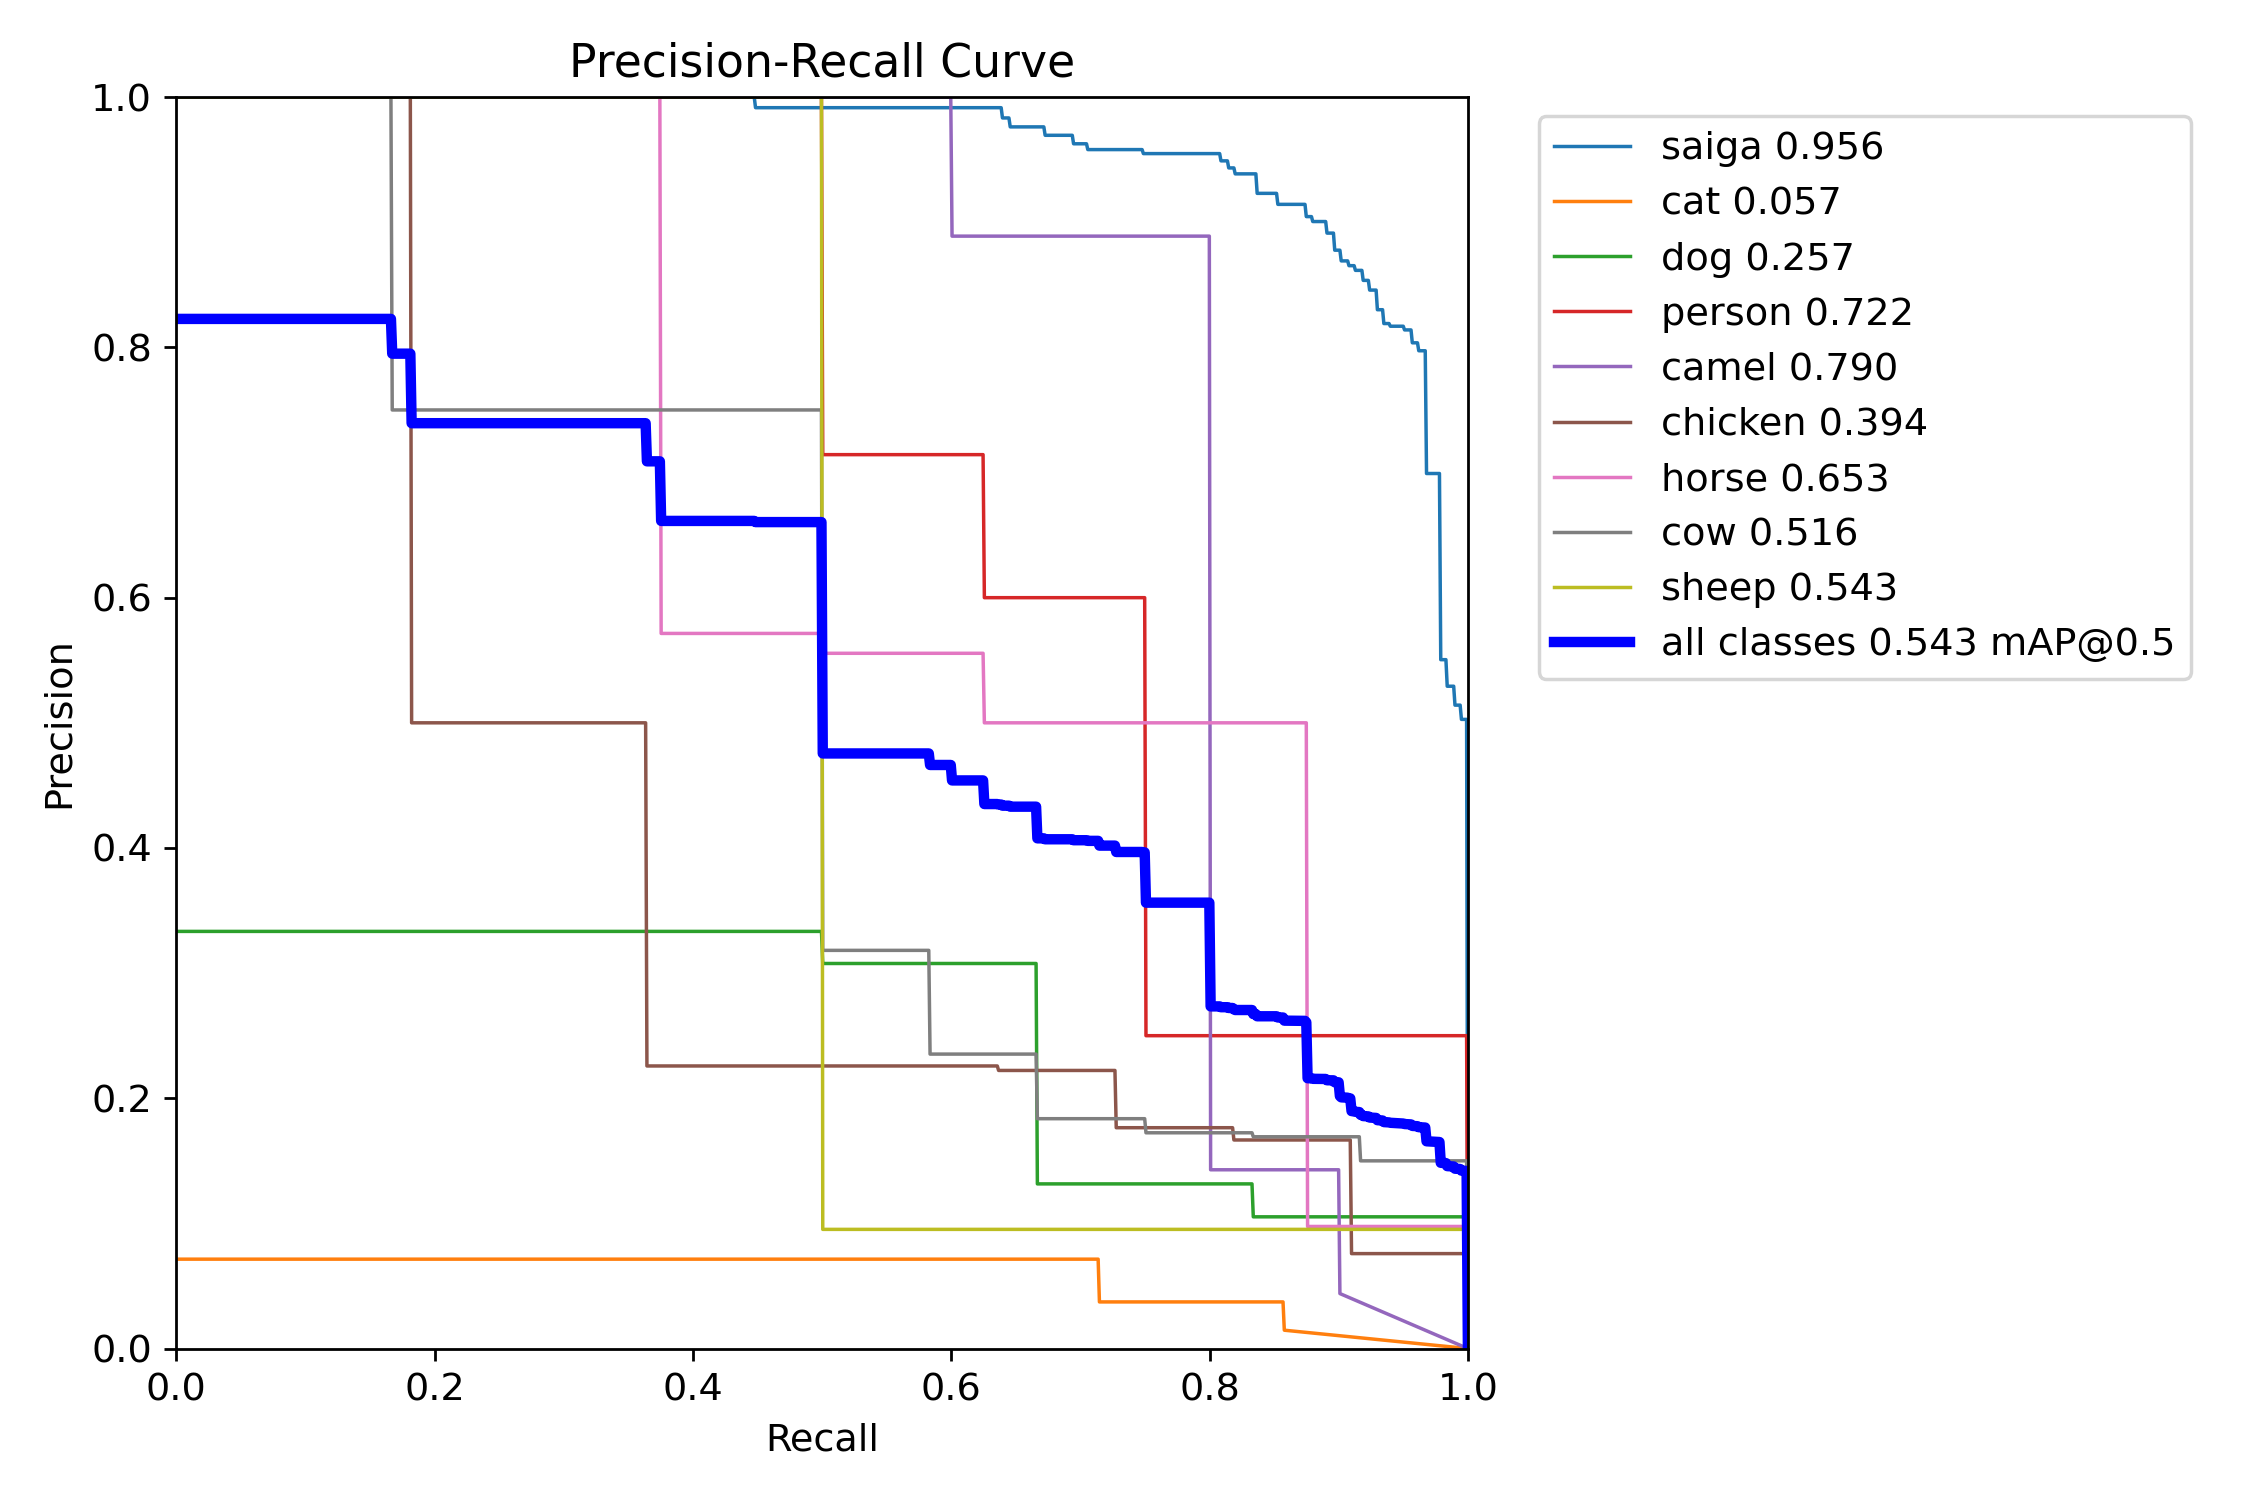 Precision-Recall Curve
1.0
0.8
0.6
0.4
0.2
0.0
Precision
0.0 0.2 0.4 0.6 0.8 1.0
Recall
saiga 0.956
cat 0.057
dog 0.257
person 0.722
camel 0.790
chicken 0.394
horse 0.653
cow 0.516
sheep 0.543
all classes 0.543 mAP@0.5